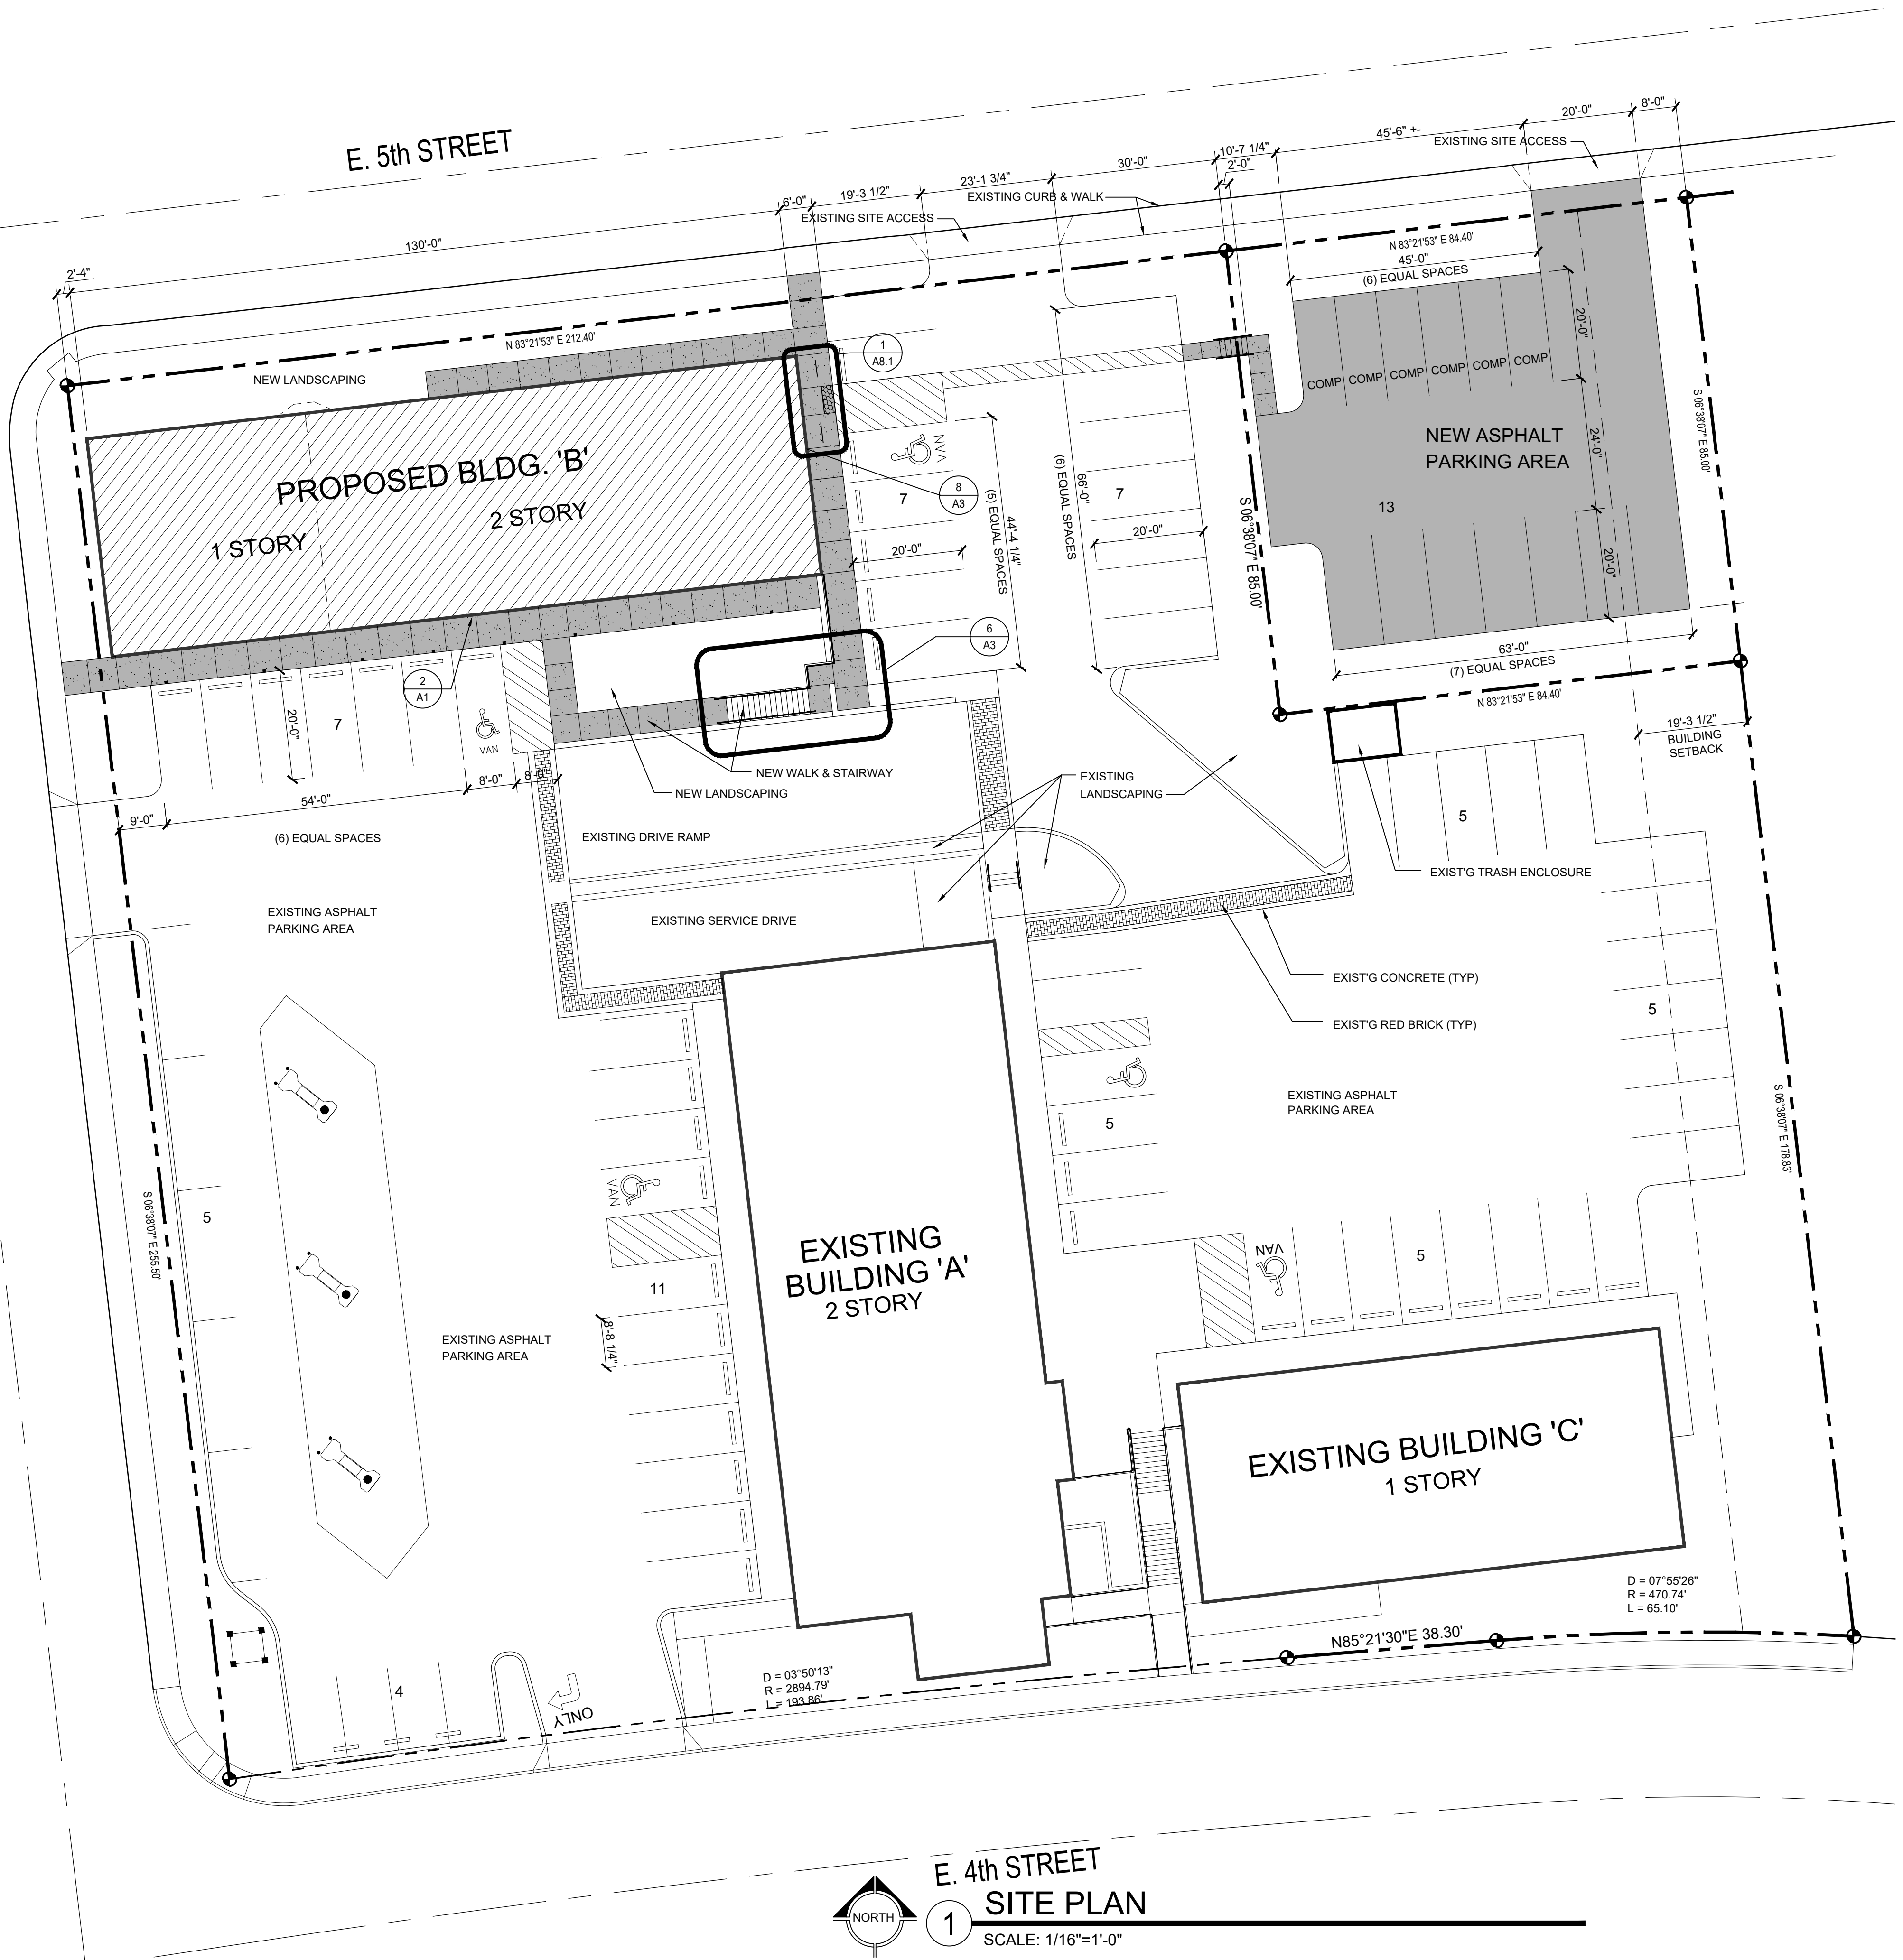 E. 5th STREET
20'-0"
8'-0"
45'-6" +-
EXISTING SITE ACCESS
10'-7 1/4"
2'-0"
30'-0"
23'-1 3/4"
EXISTING CURB & WALK
19'-3 1/2"
6'-0"
EXISTING SITE ACCESS
130'-0"
2'-4"
N 83°21'53" E 84.40'
45'-0"
(6) EQUAL SPACES
N 83°21'53" E 212.40'
NEW LANDSCAPING
1
A8.1
20'-0"
COMP
COMP
COMP
COMP
COMP
COMP
S 06°38'07" E 85.00'
NEW ASPHALT
PARKING AREA
24'-0"
13
20'-0"
PROPOSED BLDG. 'B'
2 STORY
1 STORY
VAN
8
A3
7
20'-0"
(5) EQUAL SPACES
44'-4 1/4"
(6) EQUAL SPACES
66'-0"
7
20'-0"
S 06°38'07" E 85.00'
6
A3
63'-0"
(7) EQUAL SPACES
N 83°21'53" E 84.40'
2
A1
20'-0"
7
VAN
8'-0"
8'-0"
54'-0"
9'-0"
(6) EQUAL SPACES
NEW WALK & STAIRWAY
NEW LANDSCAPING
EXISTING
LANDSCAPING
19'-3 1/2"
BUILDING
SETBACK
EXISTING DRIVE RAMP
5
EXIST'G TRASH ENCLOSURE
EXISTING ASPHALT
PARKING AREA
EXISTING SERVICE DRIVE
EXIST'G CONCRETE (TYP)
EXIST'G RED BRICK (TYP)
5
EXISTING ASPHALT
PARKING AREA
5
S 06°38'07" E 178.83'
S 06°38'07" E 255.50'
5
VAN
11
8'-8 1/4"
EXISTING ASPHALT
PARKING AREA
EXISTING
BUILDING 'A'
2 STORY
VAN
5
EXISTING BUILDING 'C'
1 STORY
D = 07°55'26"
R = 470.74'
L = 65.10'
N85°21'30"E 38.30'
D = 03°50'13"
R = 2894.79'
L = 193.86'
4
ONLY
E. 4th STREET
NORTH
1
SITE PLAN
SCALE: 1/16"=1'-0"